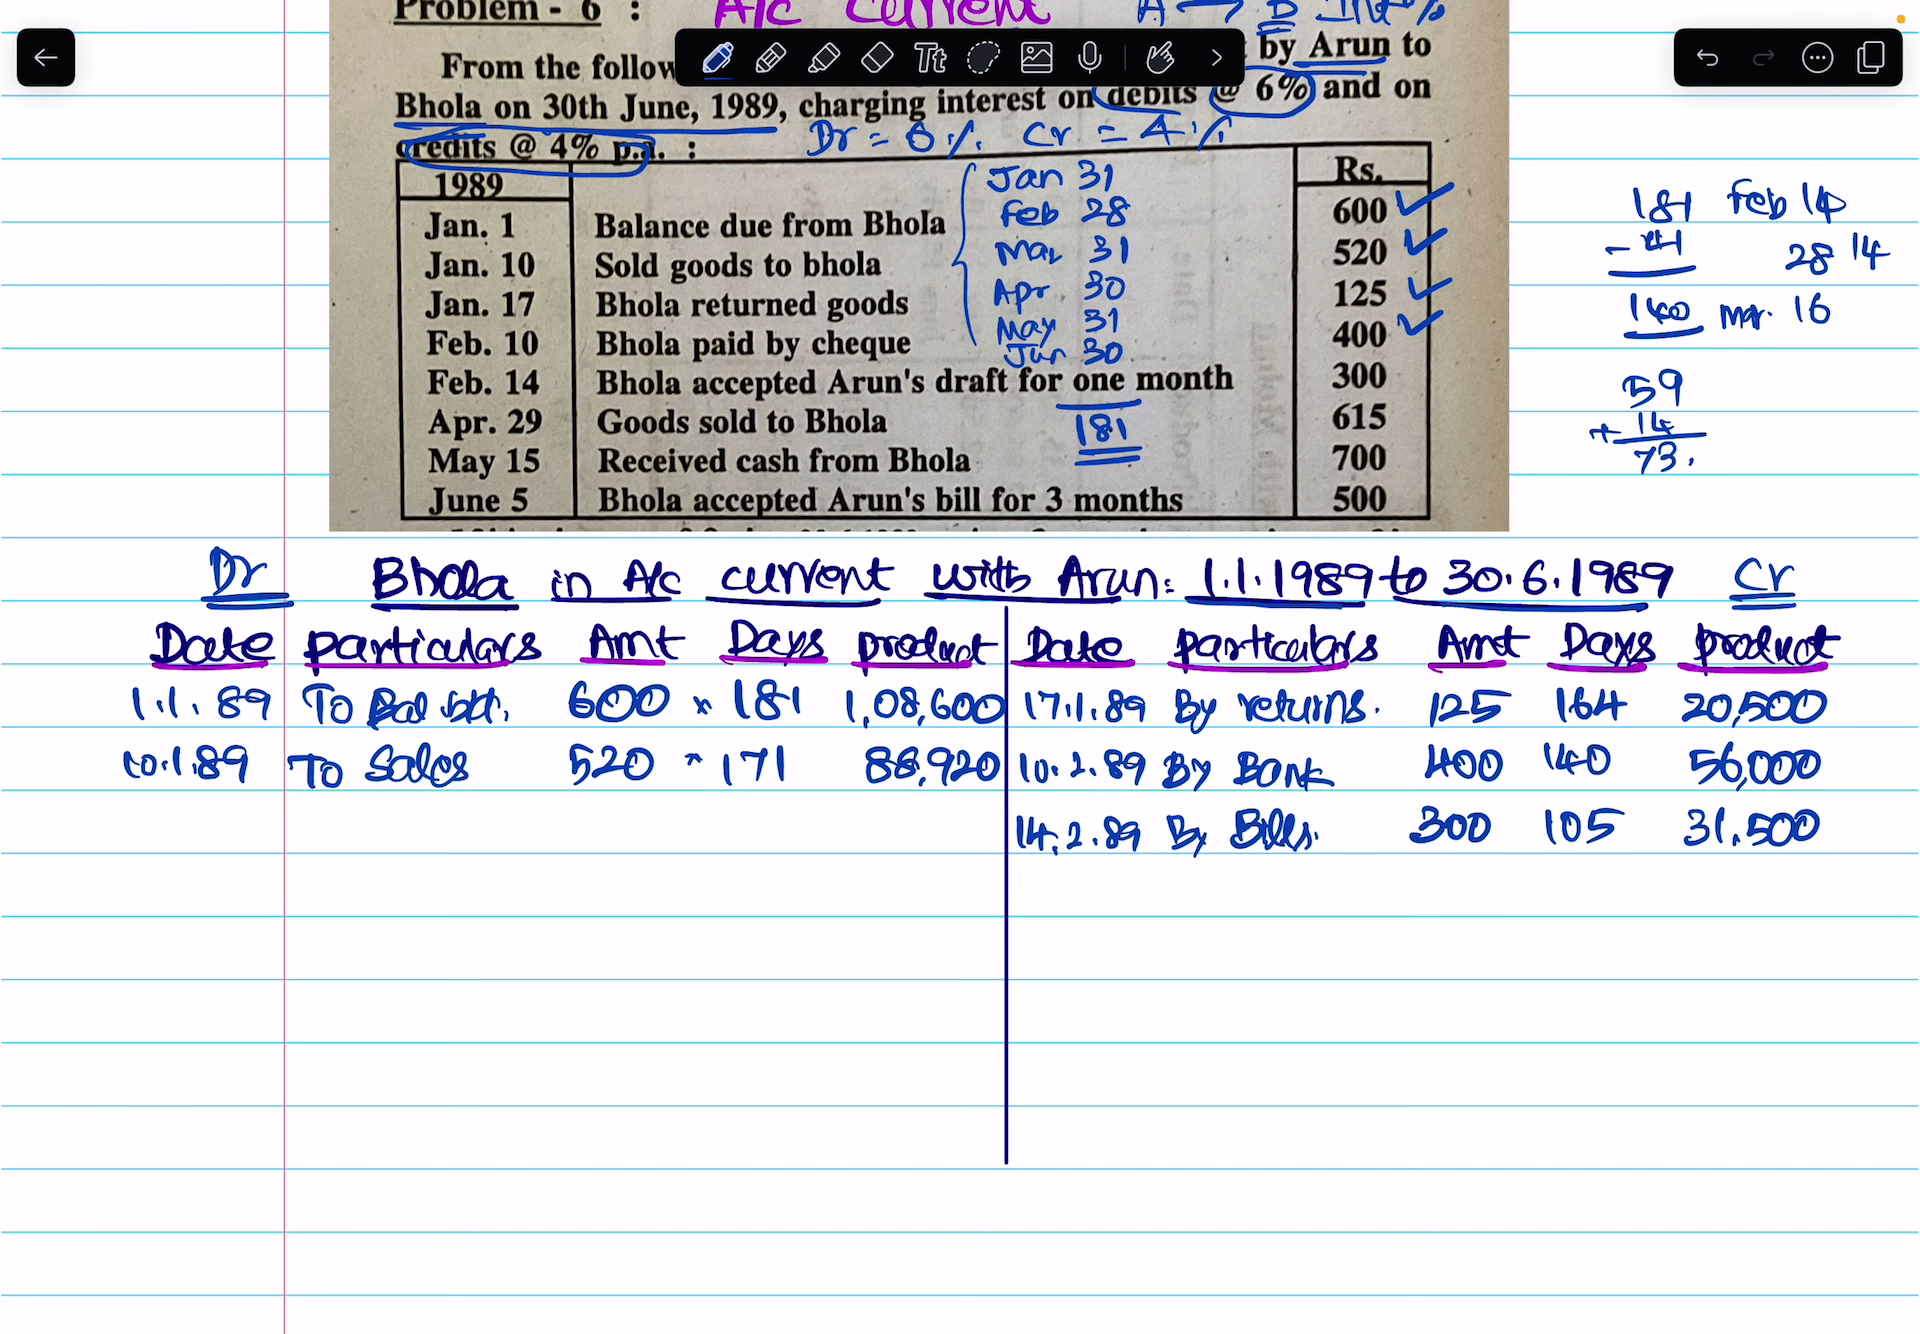 Problem - 6 : A/c Current A → B Int%
From the follow by Arun to
Bhola on 30th June, 1989, charging interest on debits @ 6% and on
credits @ 4% p.a. : Dr = 6 %. Cr = 4 %
1989 Rs.
Jan. 1 Balance due from Bhola 600
Jan. 10 Sold goods to bhola 520
Jan. 17 Bhola returned goods 125
Feb. 10 Bhola paid by cheque 400
Feb. 14 Bhola accepted Arun's draft for one month 300
Apr. 29 Goods sold to Bhola 615
May 15 Received cash from Bhola 700
June 5 Bhola accepted Arun's bill for 3 months 500
Jan 31
Feb 28
Mar 31
Apr 30
May 31
Jun 30
181
181 Feb 14
- 41 28 14
140 Mar. 16
59
+ 14
73.
Tt
Dr Bhola in A/c current with Arun: 1.1.1989 to 30.6.1989 Cr
Date Particulars Amt Days Product Date Particulars Amt Days Product
1.1.89 To Bal b/d. 600 × 181 1,08,600 17.1.89 By returns. 125 164 20,500
10.1.89 To Sales 520 × 171 88,920 10.2.89 By Bank 400 140 56,000
14.2.89 By Bills. 300 105 31,500